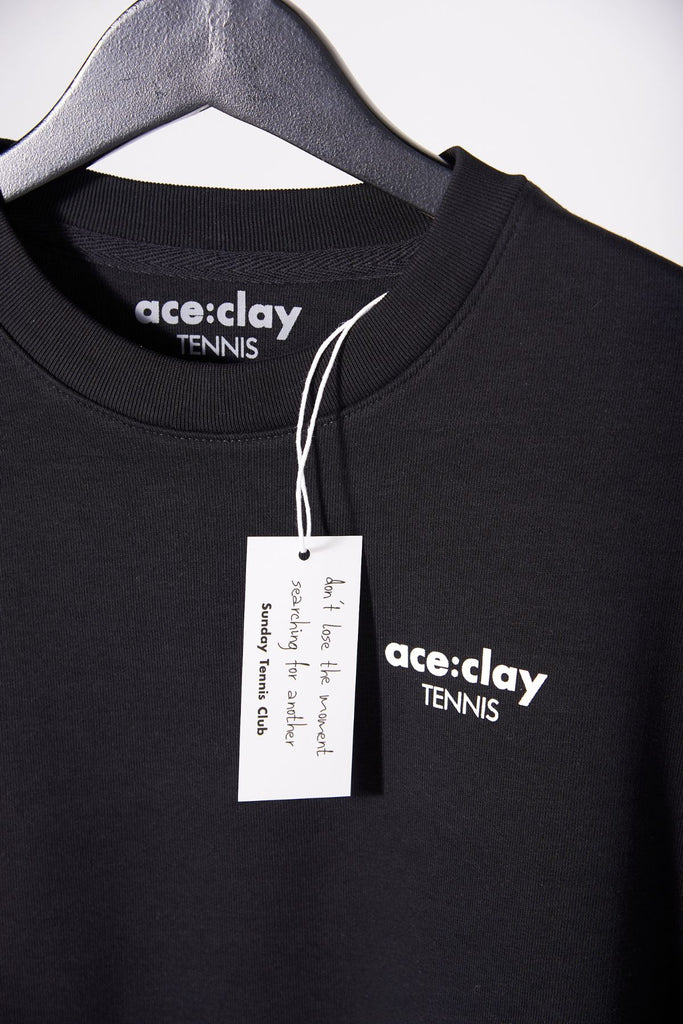 ace:clay
TENNIS
don't lose the moment
searching for another
Sunday Tennis Club
ace:clay
TENNIS